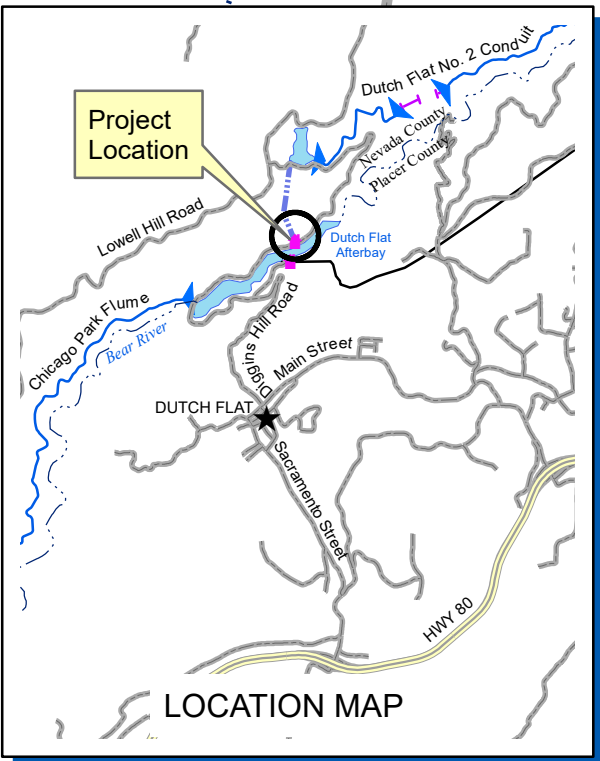 Dutch Flat No. 2 Conduit
Project
Location
Nevada County
Placer County
Lowell Hill Road
Dutch Flat
Afterbay
Chicago Park Flume
Bear River
Diggins Hill Road
Main Street
DUTCH FLAT
Sacramento Street
HWY 80
LOCATION MAP